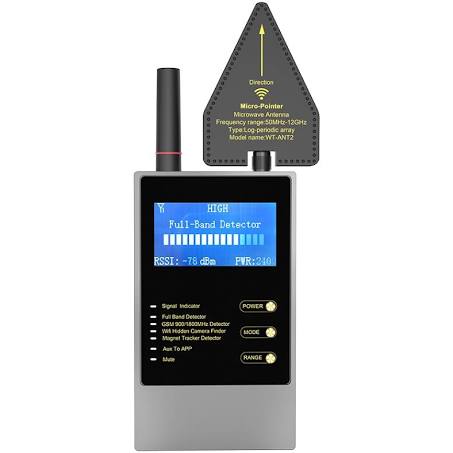 Direction
Micro-Pointer
Microwave Antenna
Frequency range:50MHz-12GHz
Type:Log-periodic array
Model name:WT-ANT2
HIGH
Full-Band Detector
RSSI: -78 dBm PWR:240
Signal Indicator
POWER
Full Band Detector
GSM 900/1800MHz Detector
Wifi Hidden Camera Finder
MODE
Magnet Tracker Detector
Aux To APP
RANGE
Mute